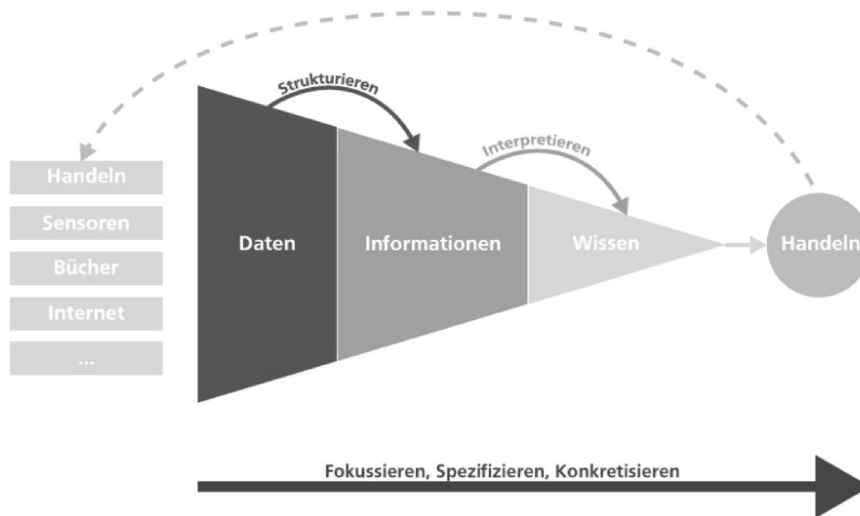 Strukturieren
Interpretieren
Handeln
Sensoren
Bücher
Internet
...
Daten
Informationen
Wissen
Handeln
Fokussieren, Spezifizieren, Konkretisieren